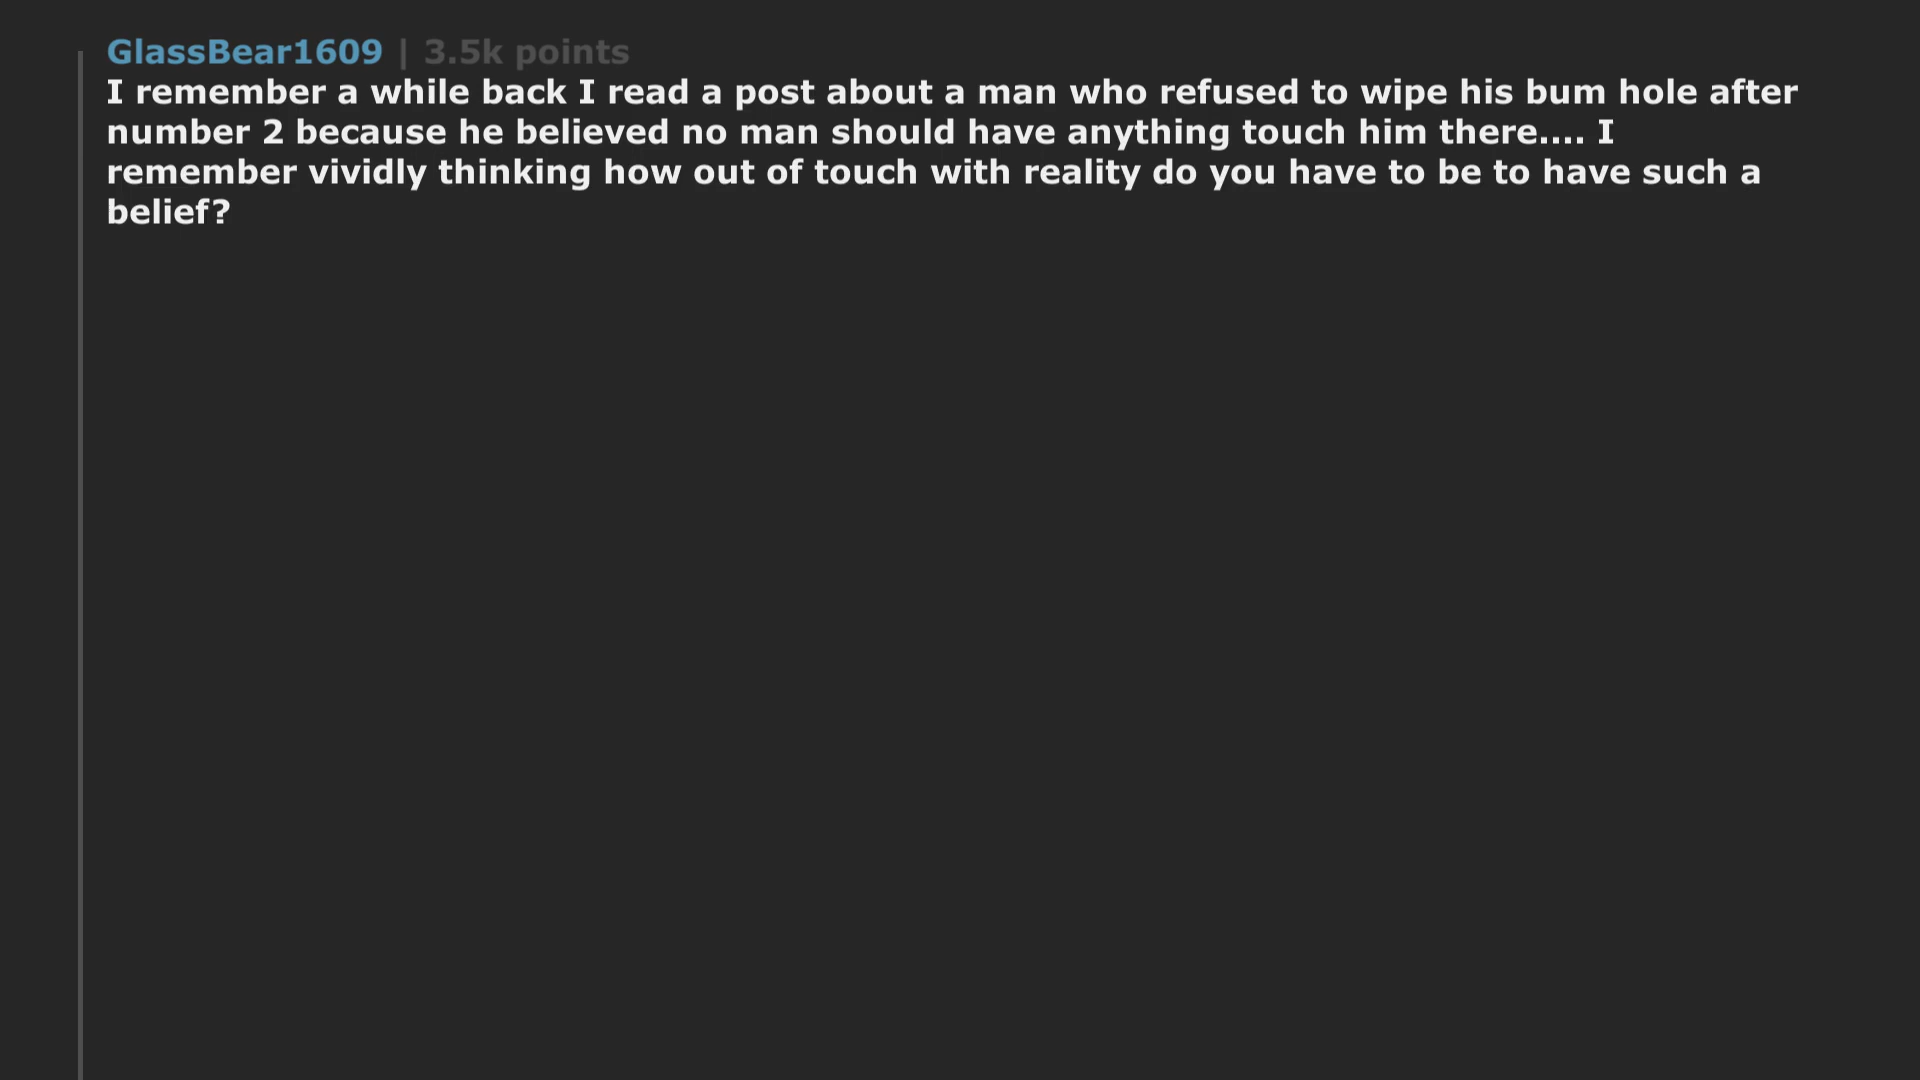 GlassBear1609 | 3.5k points
I remember a while back I read a post about a man who refused to wipe his bum hole after
number 2 because he believed no man should have anything touch him there.... I
remember vividly thinking how out of touch with reality do you have to be to have such a
belief?